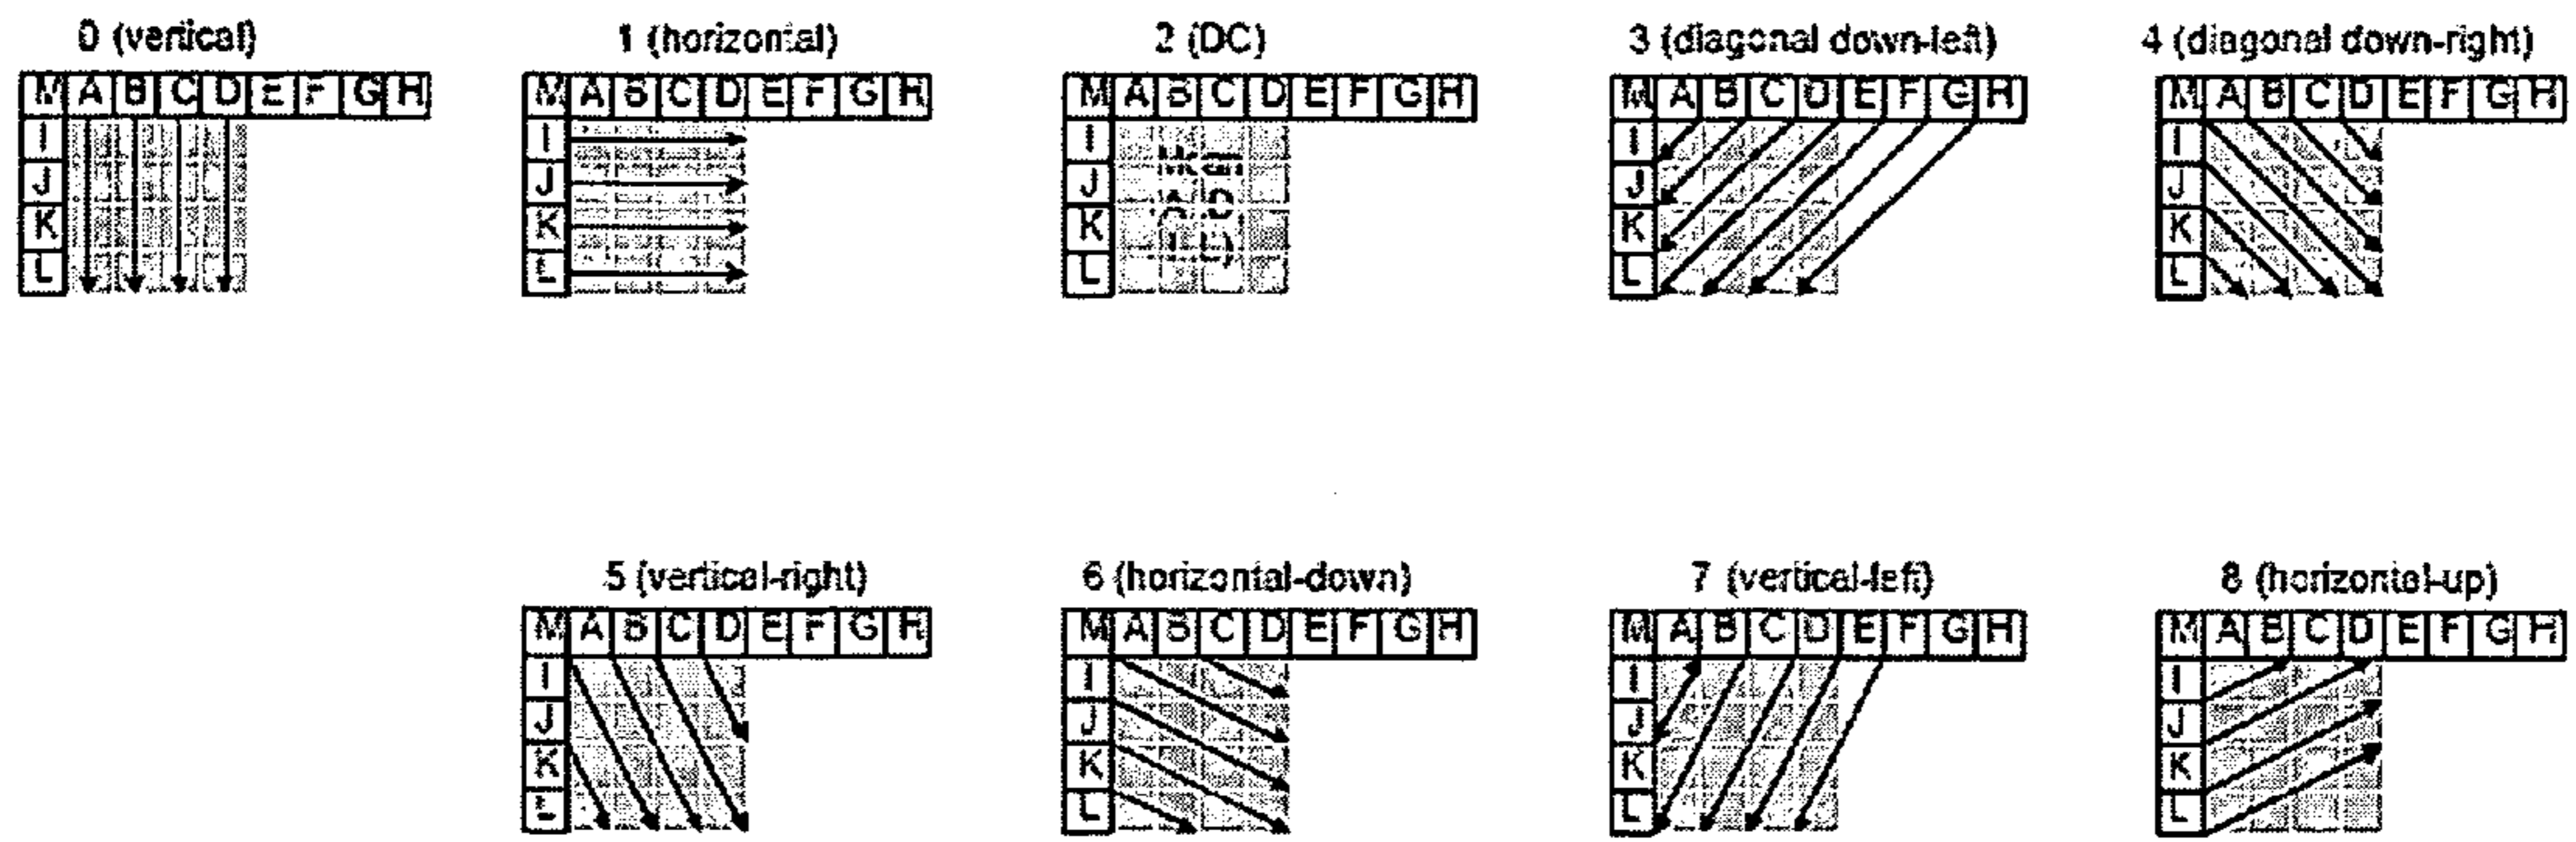 0 (vertical)
M A B C D E F G H
I
J
K
L
1 (horizontal)
M A B C D E F G H
I
J
K
L
2 (DC)
M A B C D E F G H
I
J
K
L
Mean
3 (diagonal down-left)
M A B C D E F G H
I
J
K
L
4 (diagonal down-right)
M A B C D E F G H
I
J
K
L
5 (vertical-right)
M A B C D E F G H
I
J
K
L
6 (horizontal-down)
M A B C D E F G H
I
J
K
L
7 (vertical-left)
M A B C D E F G H
I
J
K
L
8 (horizontal-up)
M A B C D E F G H
I
J
K
L